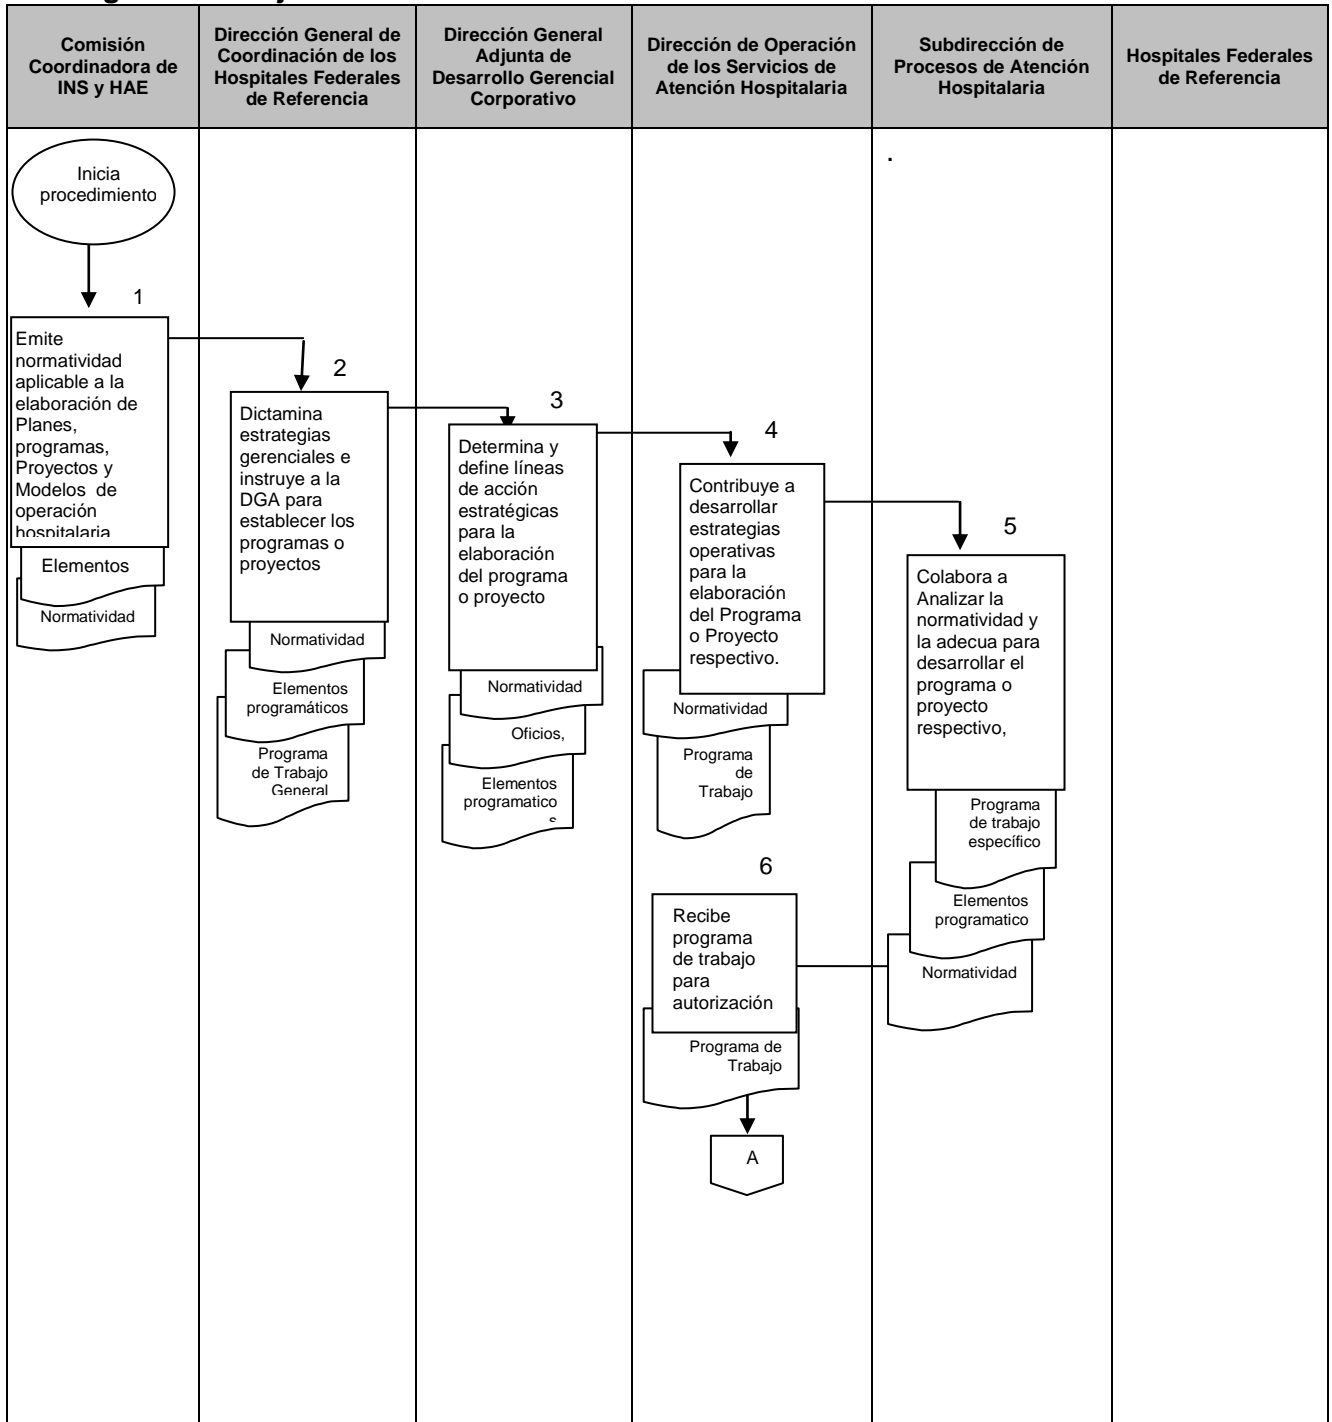 Comisión
Coordinadora de
INS y HAE
Dirección General de
Coordinación de los
Hospitales Federales
de Referencia
Dirección General
Adjunta de
Desarrollo Gerencial
Corporativo
Dirección de Operación
de los Servicios de
Atención Hospitalaria
Subdirección de
Procesos de Atención
Hospitalaria
Hospitales Federales
de Referencia
Inicia
procedimiento
.
1
Emite
normatividad
aplicable a la
elaboración de
Planes,
programas,
Proyectos y
Modelos de
operación
hospitalaria
Elementos
Normatividad
2
Dictamina
estrategias
gerenciales e
instruye a la
DGA para
establecer los
programas o
proyectos
Normatividad
Elementos
programáticos
Programa
de Trabajo
General
3
Determina y
define líneas
de acción
estratégicas
para la
elaboración
del programa
o proyecto
Normatividad
Oficios,
Elementos
programatico
s
4
Contribuye a
desarrollar
estrategias
operativas
para la
elaboración
del Programa
o Proyecto
respectivo.
Normatividad
Programa
de
Trabajo
5
Colabora a
Analizar la
normatividad y
la adecua para
desarrollar el
programa o
proyecto
respectivo,
Programa
de trabajo
específico
Elementos
programatico
Normatividad
6
Recibe
programa
de trabajo
para
autorización
Programa de
Trabajo
A